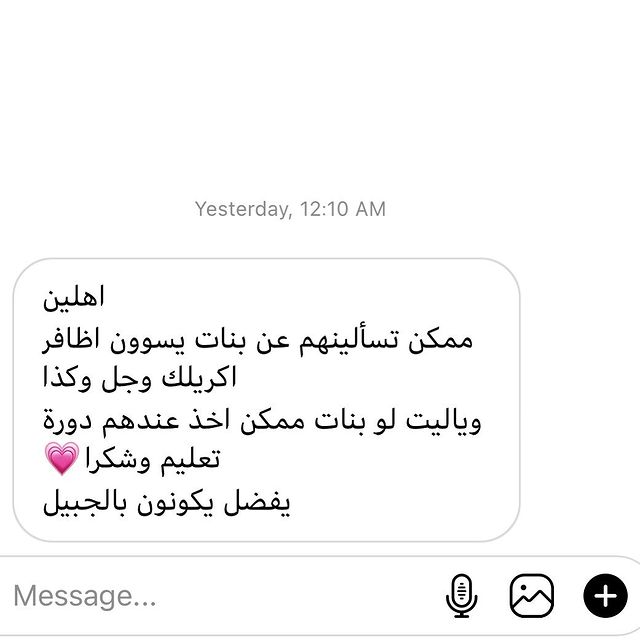 Yesterday, 12:10 AM
اهلين
ممكن تسألينهم عن بنات يسوون اظافر
اكريلك وجل وكذا
وياليت لو بنات ممكن اخذ عندهم دورة
تعليم وشكرا💗
يفضل يكونون بالجبيل
Message...